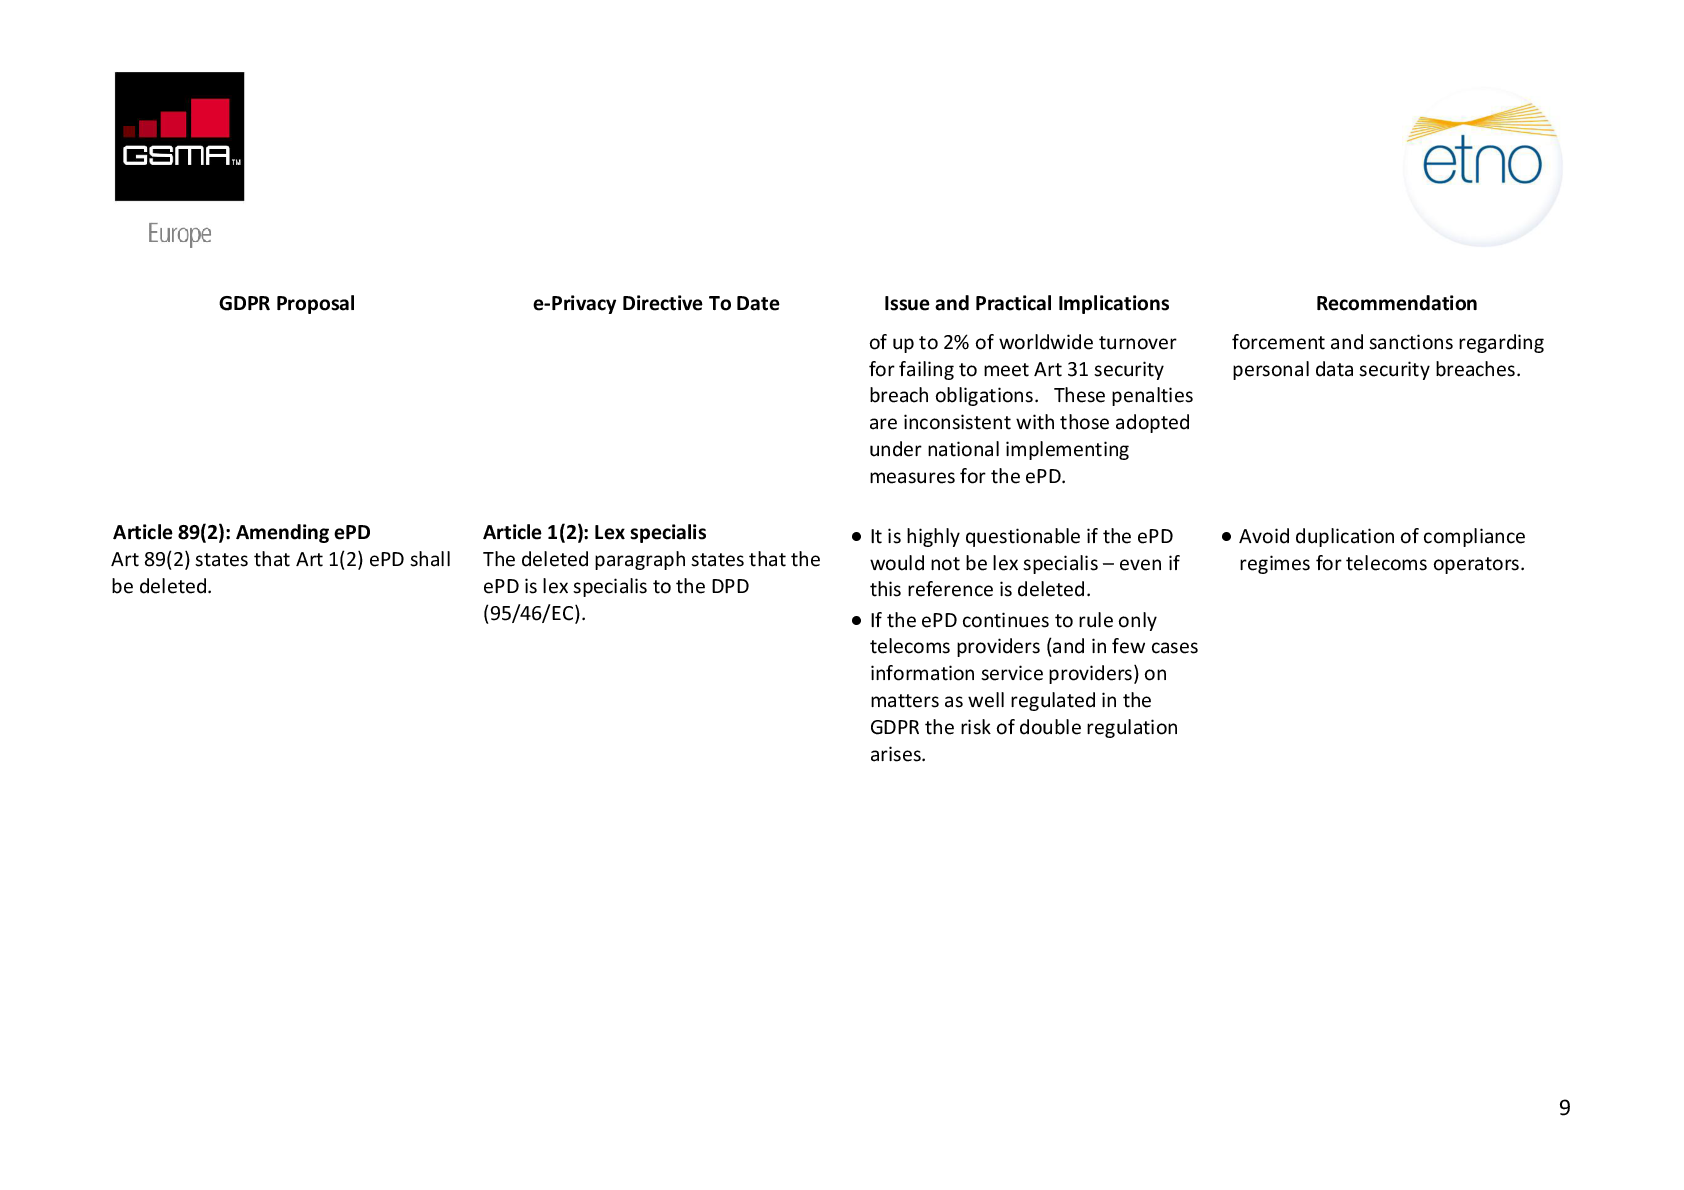 GSMA™
Europe
etno
GDPR Proposal
e-Privacy Directive To Date
Issue and Practical Implications
Recommendation
of up to 2% of worldwide turnover
for failing to meet Art 31 security
breach obligations. These penalties
are inconsistent with those adopted
under national implementing
measures for the ePD.
forcement and sanctions regarding
personal data security breaches.
Article 89(2): Amending ePD
Art 89(2) states that Art 1(2) ePD shall
be deleted.
Article 1(2): Lex specialis
The deleted paragraph states that the
ePD is lex specialis to the DPD
(95/46/EC).
● It is highly questionable if the ePD
would not be lex specialis – even if
this reference is deleted.
● If the ePD continues to rule only
telecoms providers (and in few cases
information service providers) on
matters as well regulated in the
GDPR the risk of double regulation
arises.
● Avoid duplication of compliance
regimes for telecoms operators.
9